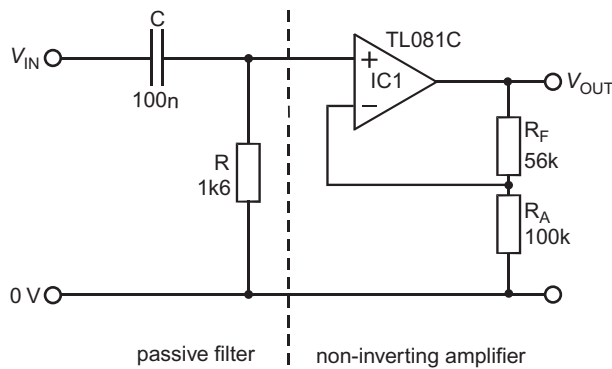 C
TL081C
V_IN
+
IC1
V_OUT
100n
−
R_F
56k
R
1k6
R_A
100k
0 V
passive filter
non-inverting amplifier